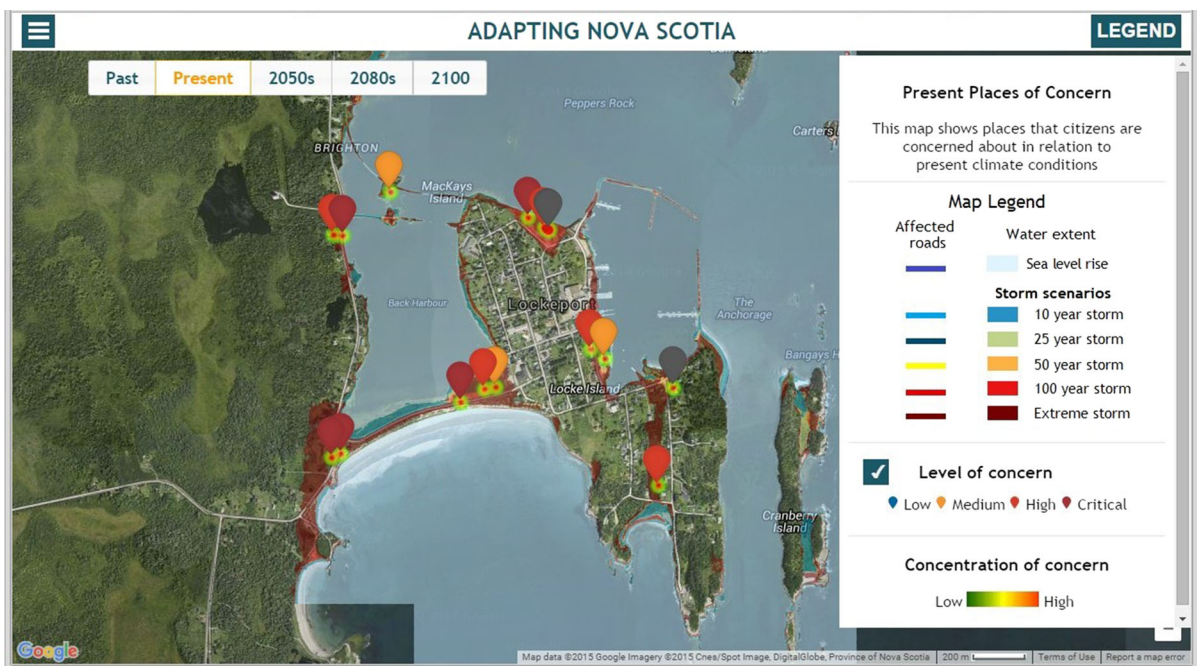 ADAPTING NOVA SCOTIA
LEGEND
Past
Present
2050s
2080s
2100
Peppers Rock
Carters
BRIGHTON
MacKays
Island
Back Harbour
Lockeport
The
Anchorage
Bangays H
Locke Island
Cranberry
Island
Present Places of Concern
This map shows places that citizens are
concerned about in relation to
present climate conditions
Map Legend
Affected
roads
Water extent
Sea level rise
Storm scenarios
10 year storm
25 year storm
50 year storm
100 year storm
Extreme storm
Level of concern
Low Medium High Critical
Concentration of concern
Low High
Google
Map data ©2015 Google Imagery ©2015 Cnes/Spot Image, DigitalGlobe, Province of Nova Scotia 200 m Terms of Use Report a map error